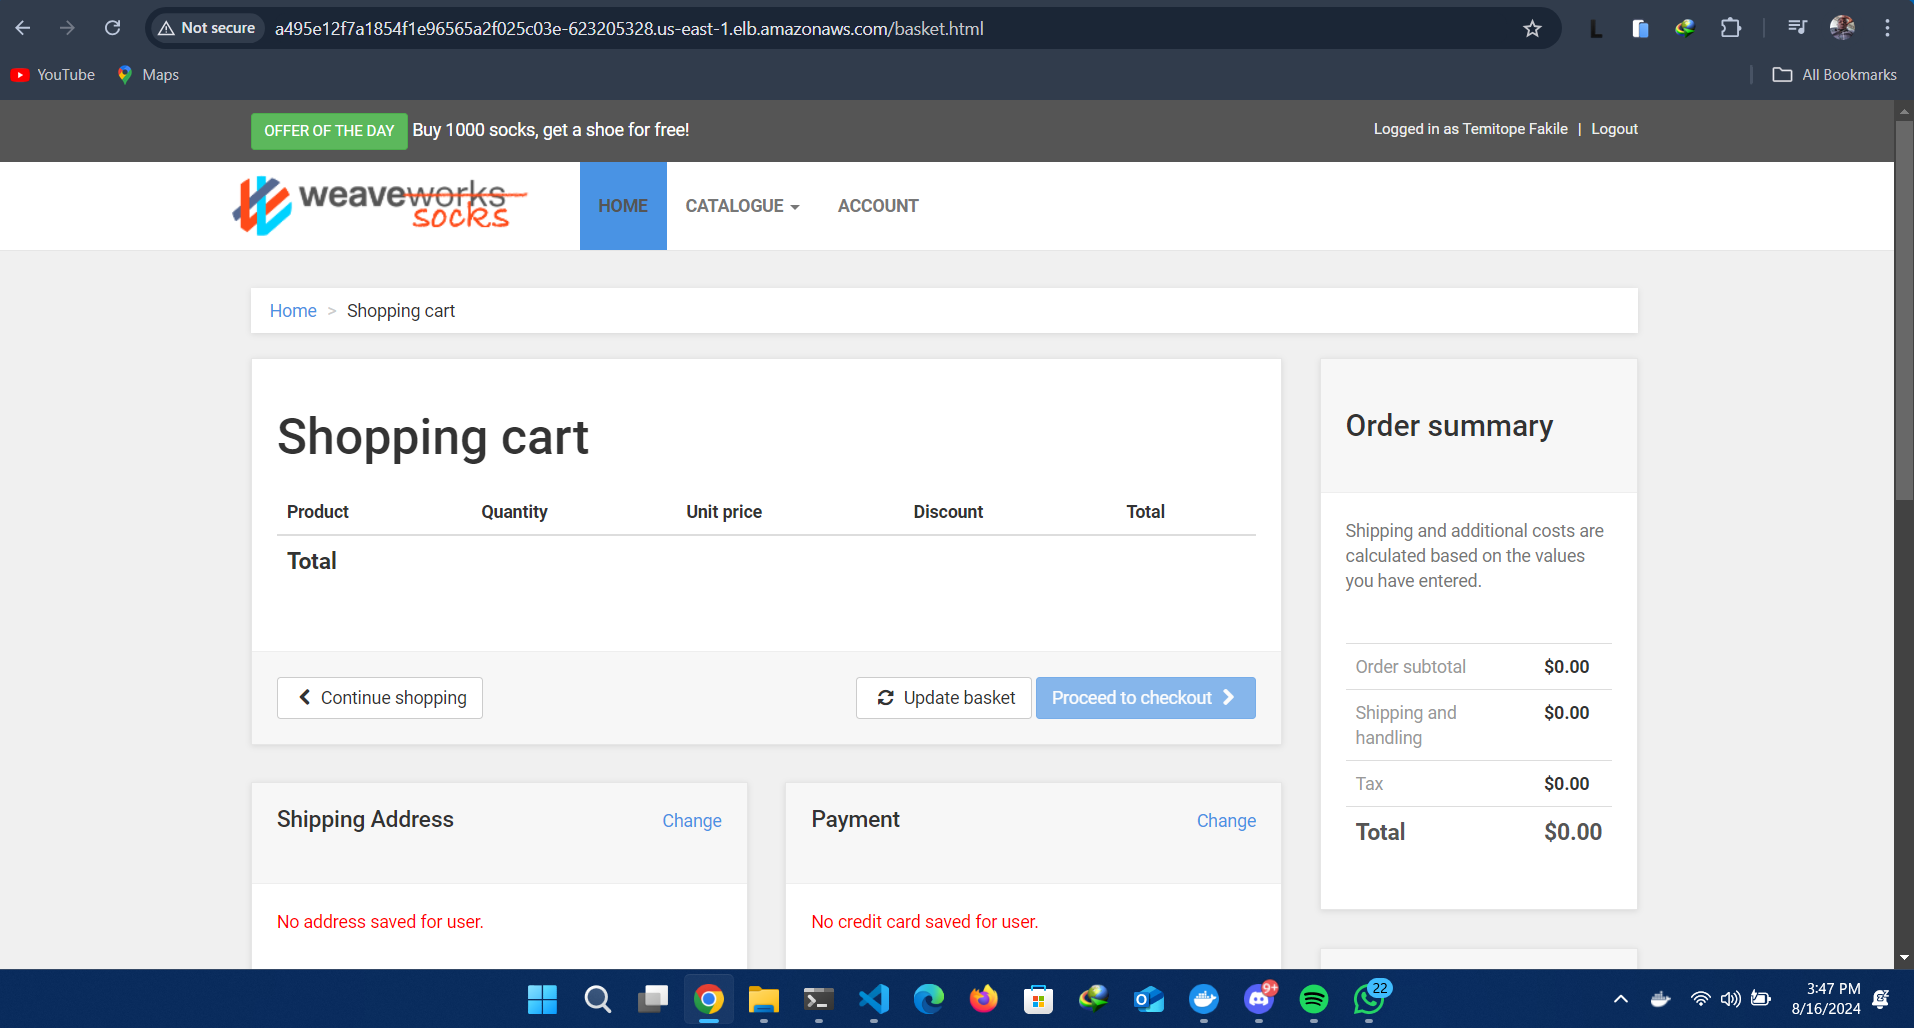 Not secure
a495e12f7a1854f1e96565a2f025c03e-623205328.us-east-1.elb.amazonaws.com/basket.html
YouTube
Maps
All Bookmarks
OFFER OF THE DAY Buy 1000 socks, get a shoe for free!
Logged in as Temitope Fakile | Logout
weaveworks
socks
HOME
CATALOGUE
ACCOUNT
Home > Shopping cart
Shopping cart
Product Quantity Unit price Discount Total
Total
Continue shopping
Update basket
Proceed to checkout
Order summary
Shipping and additional costs are
calculated based on the values
you have entered.
Order subtotal $0.00
Shipping and $0.00
handling
Tax $0.00
Total $0.00
Shipping Address Change
No address saved for user.
Payment Change
No credit card saved for user.
9+
22
3:47 PM
8/16/2024